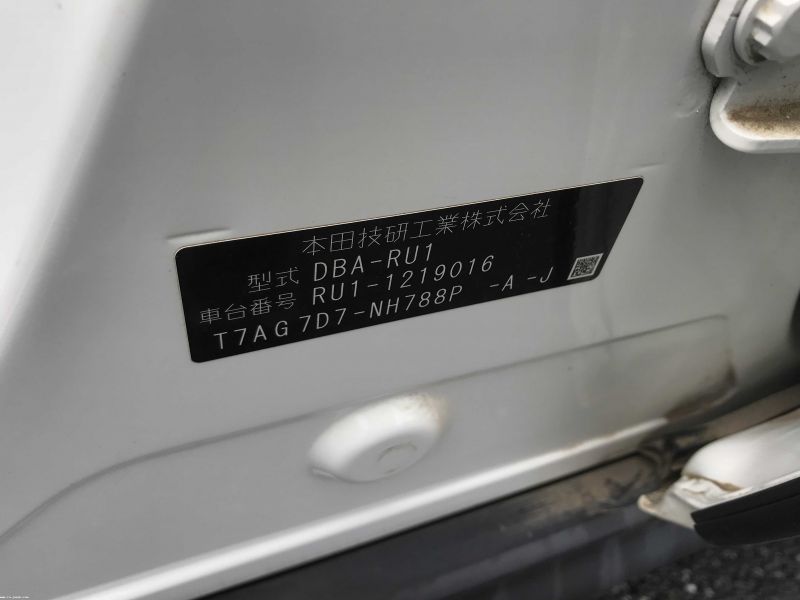 本田技研工業株式会社
型式 DBA-RU1
車台番号 RU1-1219016
T7AG 7D7-NH788P -A -J